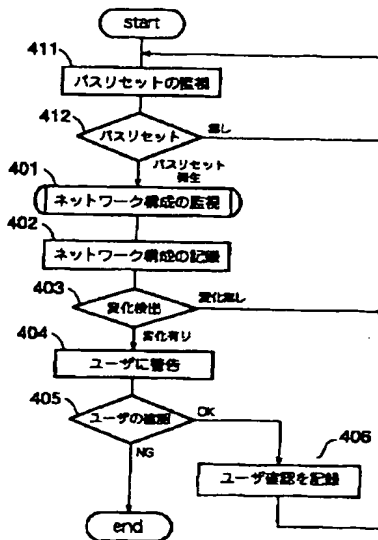 start
411
バスリセットの監視
412
バスリセット
無し
バスリセット
発生
401
ネットワーク構成の監視
402
ネットワーク構成の記録
403
変化検出
変化無し
変化有り
404
ユーザに警告
405
ユーザの確認
OK
NG
406
ユーザ確認を記録
end